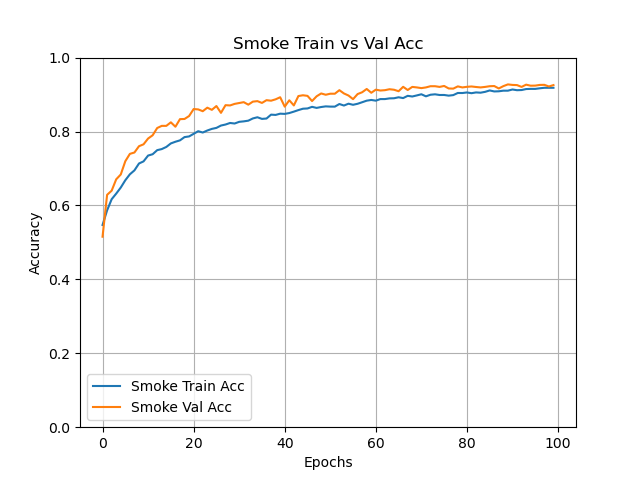 Smoke Train vs Val Acc
1.0
0.8
0.6
0.4
0.2
0.0
Accuracy
Smoke Train Acc
Smoke Val Acc
0 20 40 60 80 100
Epochs